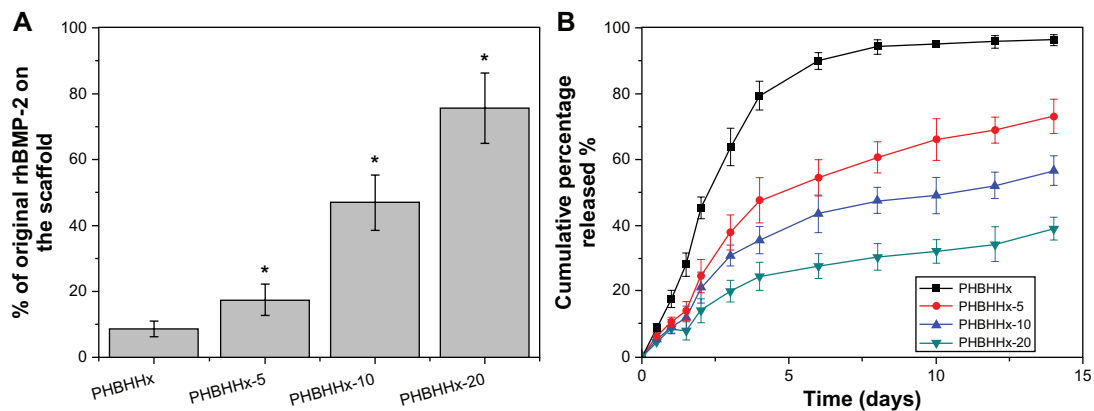 A
% of original rhBMP-2 on
the scaffold
100
80
60
40
20
0
*
*
*
PHBHHx
PHBHHx-5
PHBHHx-10
PHBHHx-20
B
Cumulative percentage
released %
100
80
60
40
20
0
0
5
10
15
Time (days)
PHBHHx
PHBHHx-5
PHBHHx-10
PHBHHx-20